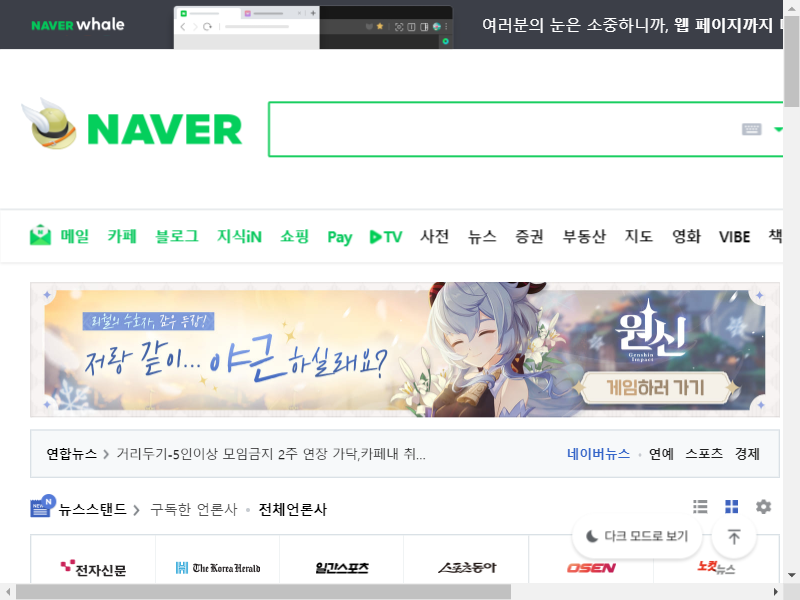 NAVER whale
여러분의 눈은 소중하니까, 웹 페이지까지
NAVER
메일 카페 블로그 지식iN 쇼핑 Pay TV 사전 뉴스 증권 부동산 지도 영화 VIBE 책
리월의 수호자, 감우 등장!
저랑 같이... 야근 하실래요?
원신
Genshin Impact
게임하러 가기
연합뉴스 거리두기-5인이상 모임금지 2주 연장 가닥,카페내 취...
네이버뉴스 연예 스포츠 경제
NEW N
뉴스스탠드 구독한 언론사 전체언론사
다크 모드로 보기
전자신문 The Korea Herald 일간스포츠 스포츠동아 OSEN 노컷뉴스